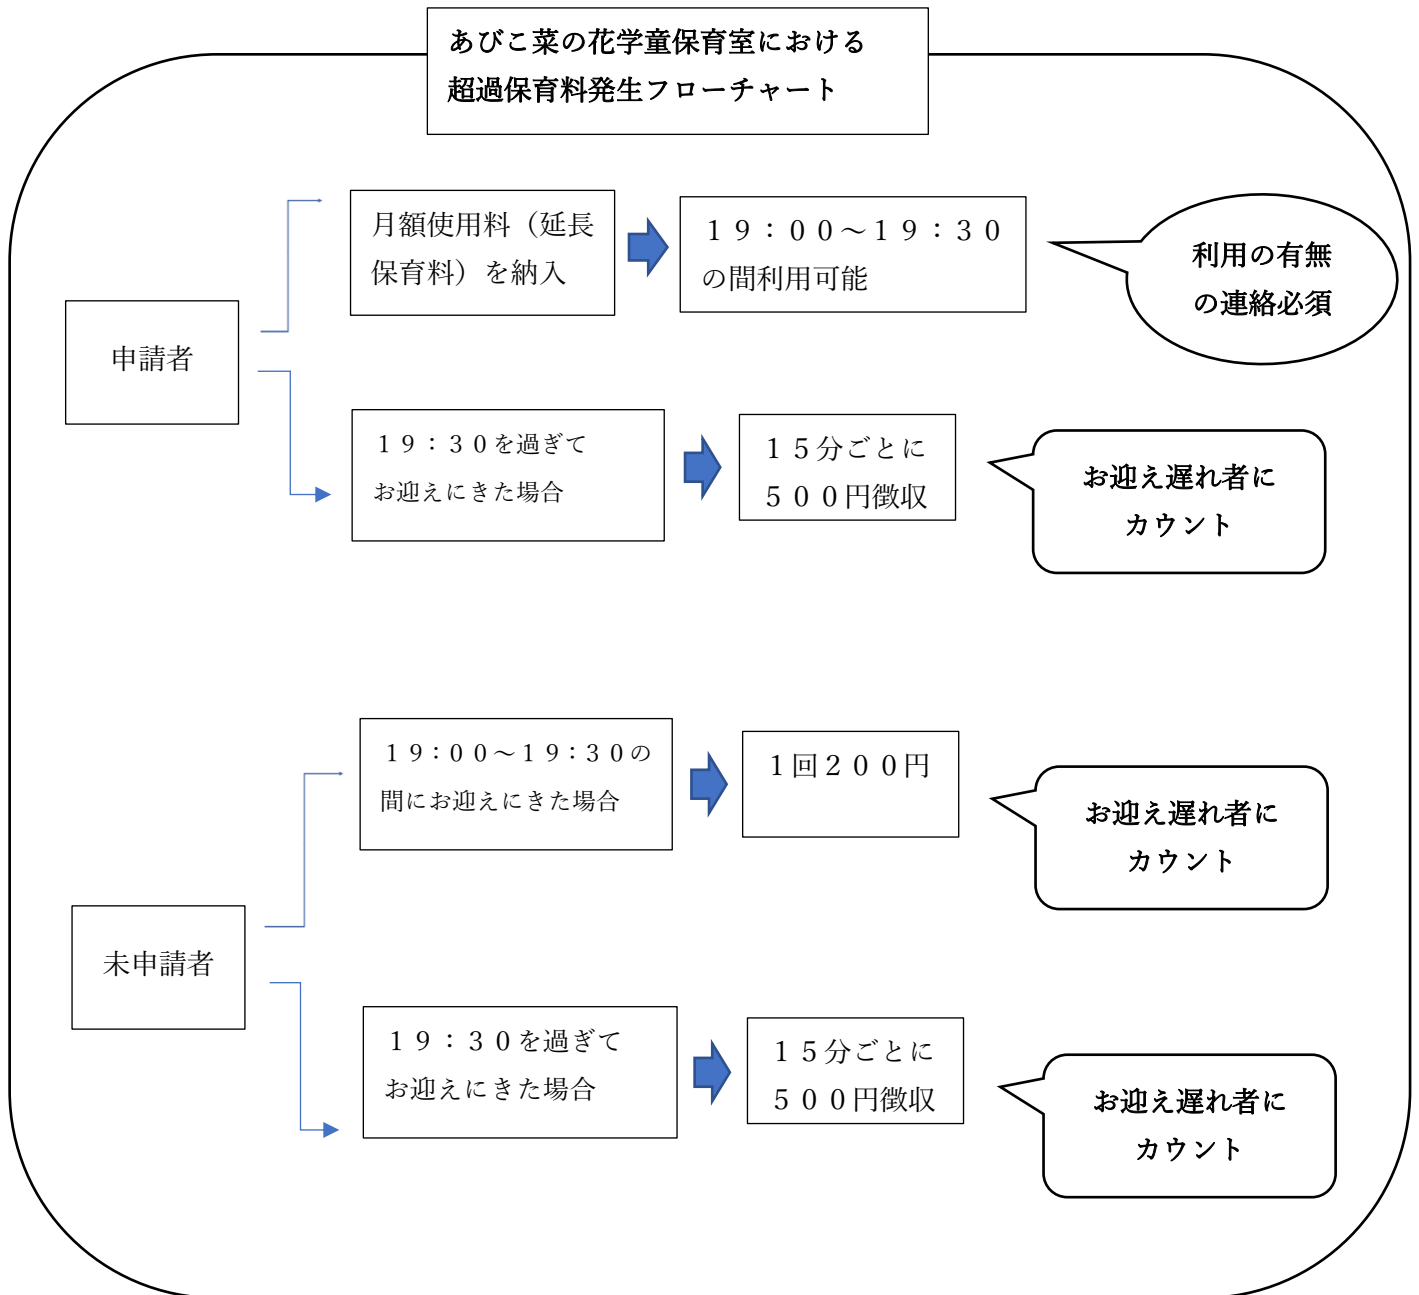 あびこ菜の花学童保育室における
超過保育料発生フローチャート
申請者
月額使用料（延長
保育料）を納入
１９：００～１９：３０
の間利用可能
利用の有無
の連絡必須
１９：３０を過ぎて
お迎えにきた場合
１５分ごとに
５００円徴収
お迎え遅れ者に
カウント
未申請者
１９：００～１９：３０の
間にお迎えにきた場合
１回２００円
お迎え遅れ者に
カウント
１９：３０を過ぎて
お迎えにきた場合
１５分ごとに
５００円徴収
お迎え遅れ者に
カウント